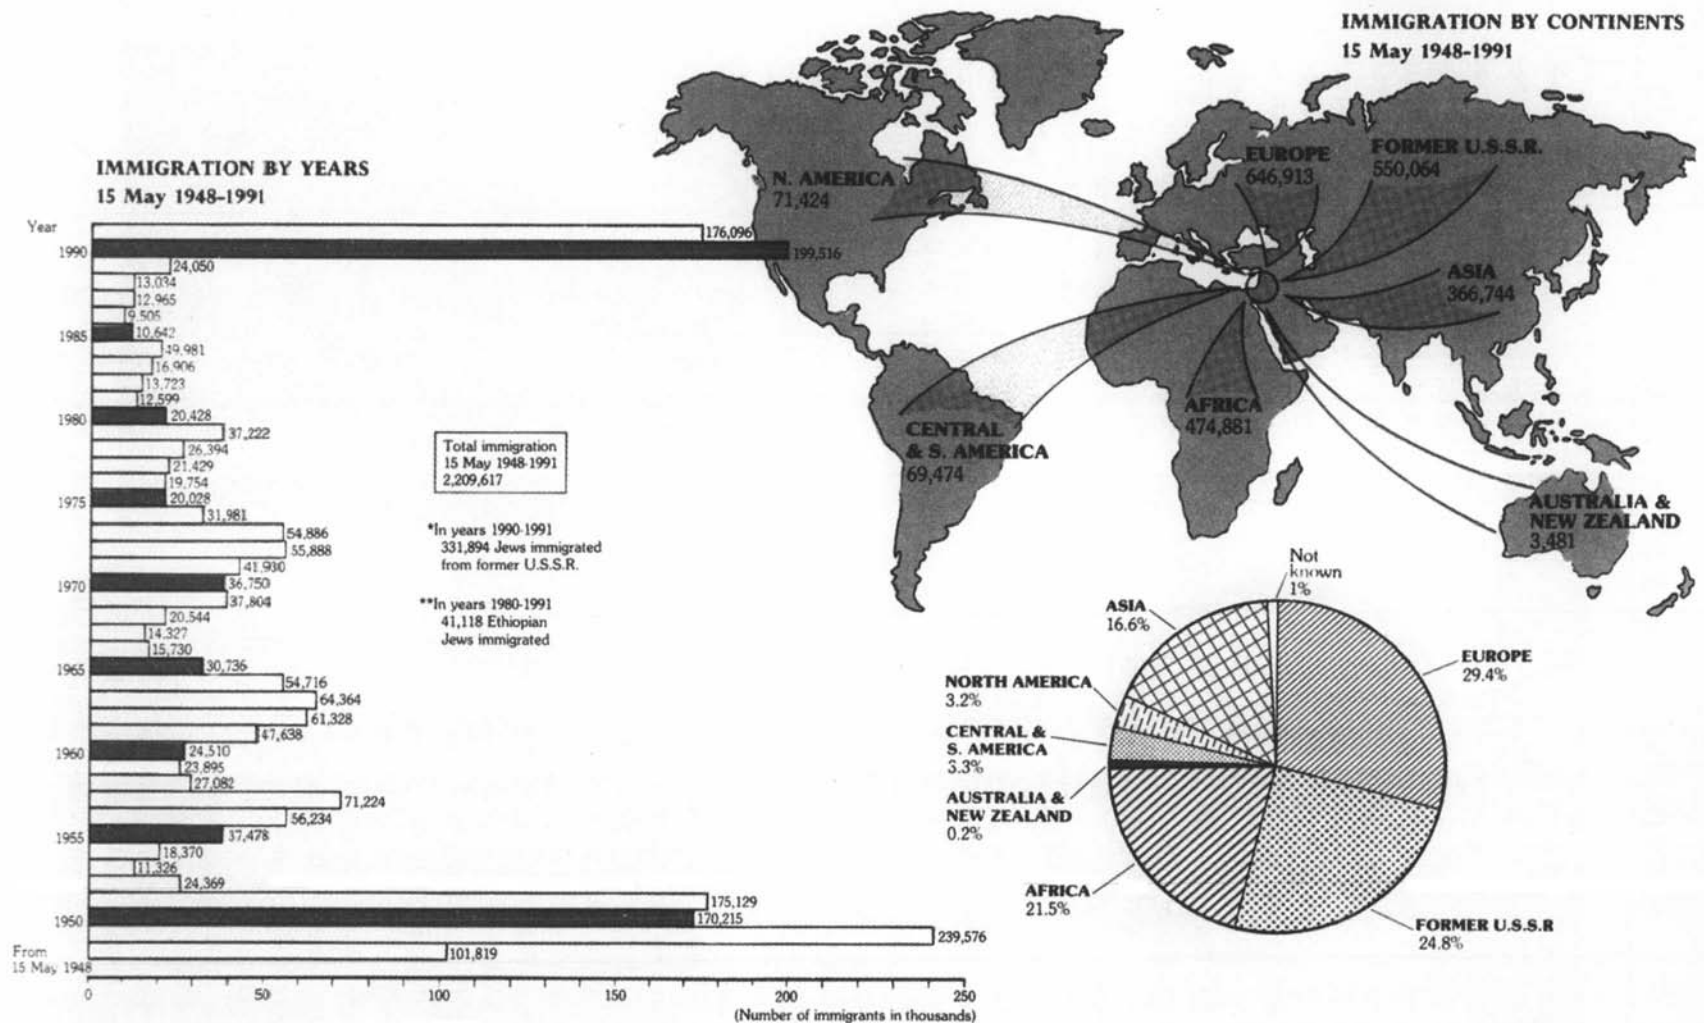 IMMIGRATION BY CONTINENTS
15 May 1948-1991
IMMIGRATION BY YEARS
15 May 1948-1991
Year
176,096
1990
199,516
24,050
13,034
12,965
9,505
10,642
1985
49,981
16,906
13,723
12,599
20,428
1980
37,222
26,394
21,429
19,754
20,028
1975
31,981
54,886
55,888
41,930
36,750
1970
37,804
20,544
14,327
15,730
30,736
1965
54,716
64,364
61,328
47,638
24,510
1960
23,895
27,082
71,224
56,234
37,478
1955
18,370
11,326
24,369
175,129
170,215
1950
239,576
From
15 May 1948
101,819
0
50
100
150
200
250
(Number of immigrants in thousands)
Total immigration
15 May 1948-1991
2,209,617
*In years 1990-1991
331,894 Jews immigrated
from former U.S.S.R.
**In years 1980-1991
41,118 Ethiopian
Jews immigrated
N. AMERICA
71,424
EUROPE
646,913
FORMER U.S.S.R.
550,064
ASIA
366,744
AFRICA
474,881
CENTRAL
& S. AMERICA
69,474
AUSTRALIA &
NEW ZEALAND
3,481
Not
known
1%
ASIA
16.6%
EUROPE
29.4%
NORTH AMERICA
3.2%
CENTRAL &
S. AMERICA
3.3%
AUSTRALIA &
NEW ZEALAND
0.2%
AFRICA
21.5%
FORMER U.S.S.R
24.8%